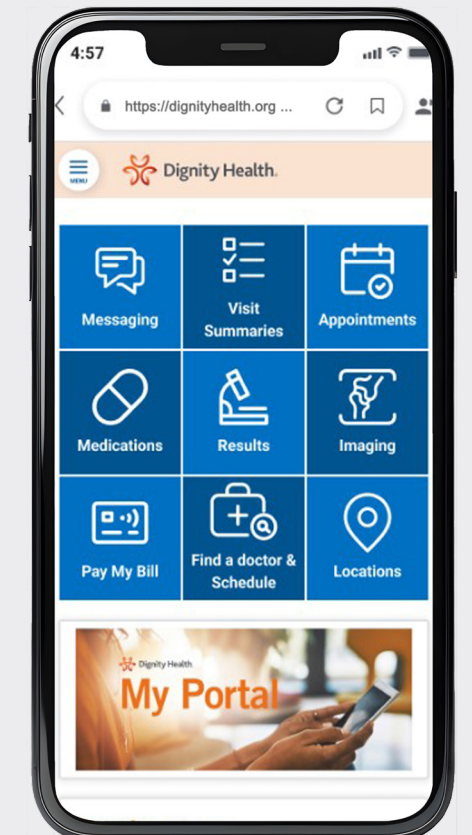 4:57
https://dignityhealth.org ...
MENU
Dignity Health.
Messaging
Visit
Summaries
Appointments
Medications
Results
Imaging
Pay My Bill
Find a doctor &
Schedule
Locations
Dignity Health
My Portal